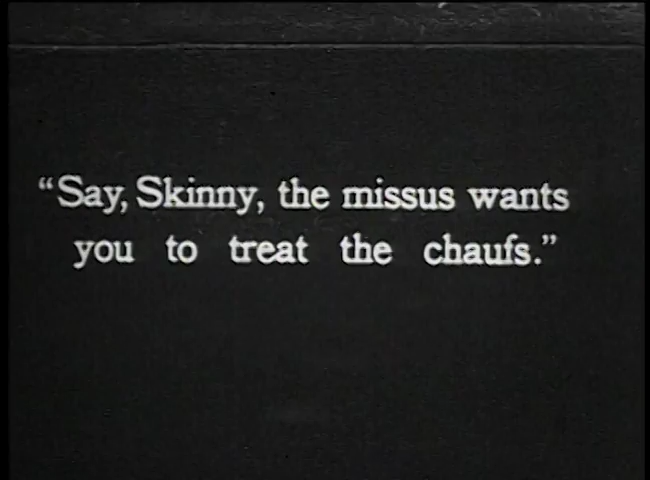 “Say, Skinny, the missus wants
you to treat the chaufs.”